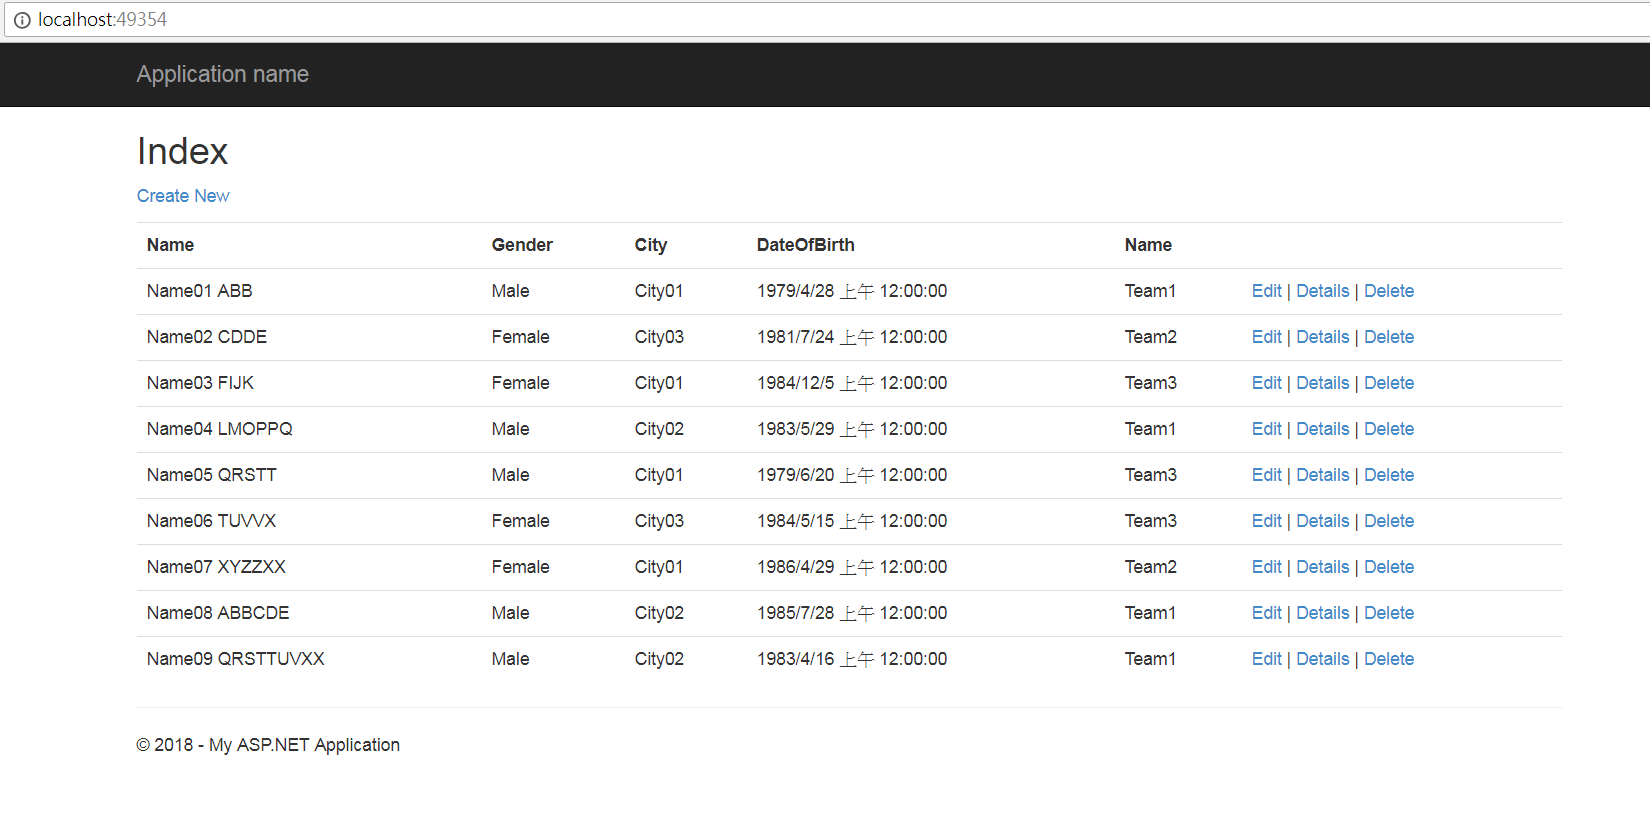 localhost:49354
Application name
Index
Create New
Name Gender City DateOfBirth Name
Name01 ABB Male City01 1979/4/28 上午 12:00:00 Team1 Edit | Details | Delete
Name02 CDDE Female City03 1981/7/24 上午 12:00:00 Team2 Edit | Details | Delete
Name03 FIJK Female City01 1984/12/5 上午 12:00:00 Team3 Edit | Details | Delete
Name04 LMOPPQ Male City02 1983/5/29 上午 12:00:00 Team1 Edit | Details | Delete
Name05 QRSTT Male City01 1979/6/20 上午 12:00:00 Team3 Edit | Details | Delete
Name06 TUVVX Female City03 1984/5/15 上午 12:00:00 Team3 Edit | Details | Delete
Name07 XYZZXX Female City01 1986/4/29 上午 12:00:00 Team2 Edit | Details | Delete
Name08 ABBCDE Male City02 1985/7/28 上午 12:00:00 Team1 Edit | Details | Delete
Name09 QRSTTUVXX Male City02 1983/4/16 上午 12:00:00 Team1 Edit | Details | Delete
© 2018 - My ASP.NET Application